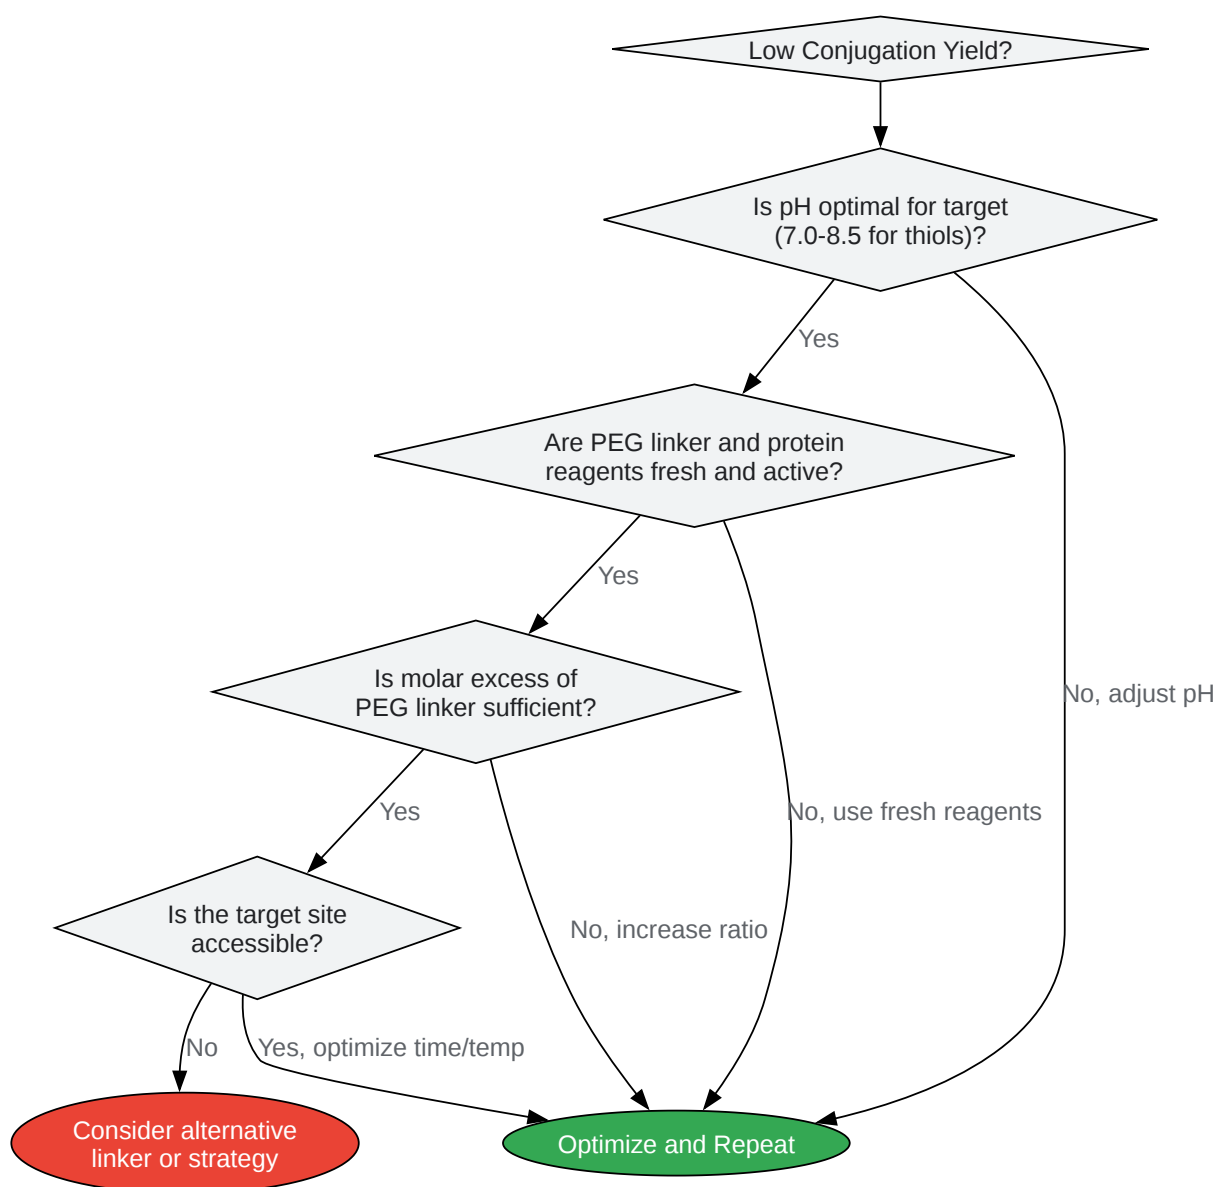 Low Conjugation Yield?
Is pH optimal for target
(7.0-8.5 for thiols)?
Yes
Are PEG linker and protein
reagents fresh and active?
Yes
Is molar excess of
PEG linker sufficient?
No, adjust pH
Yes
No, use fresh reagents
Is the target site
accessible?
No, increase ratio
No
Yes, optimize time/temp
Consider alternative
linker or strategy
Optimize and Repeat